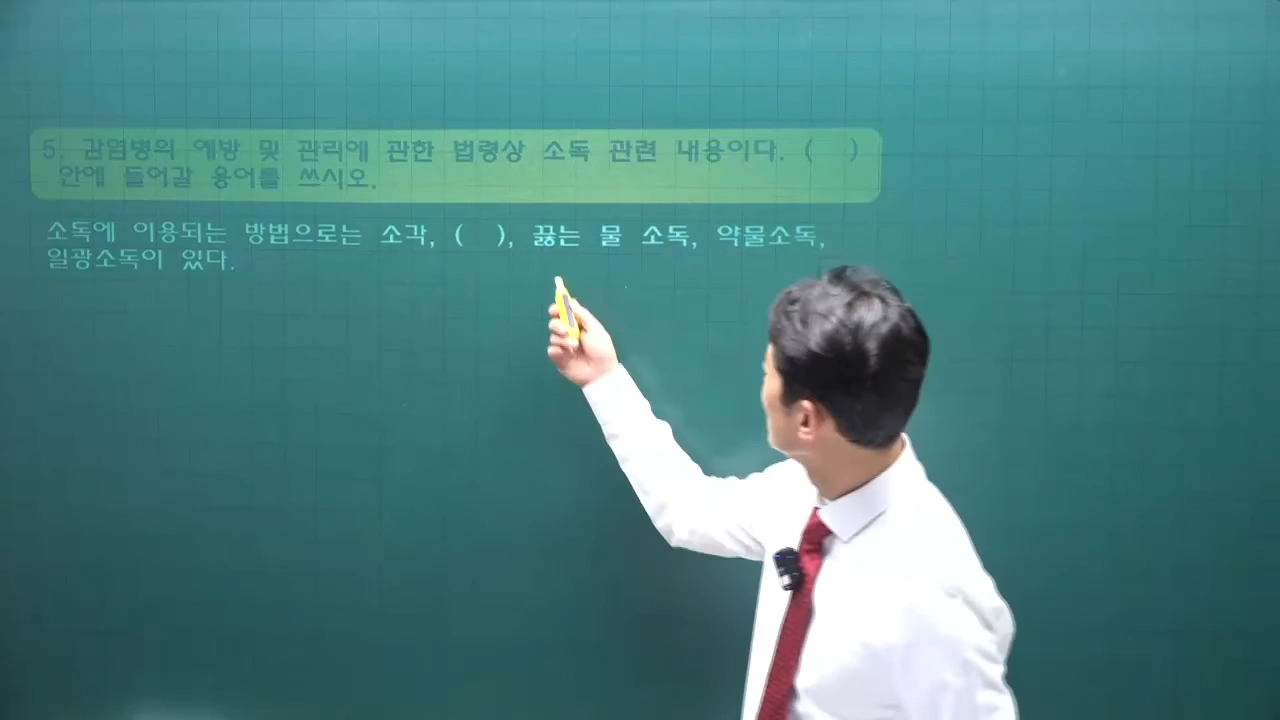 5. 감염병의 예방 및 관리에 관한 법령상 소독 관련 내용이다. (  )
안에 들어갈 용어를 쓰시오.
소독에 이용되는 방법으로는 소각, (  ), 끓는 물 소독, 약물소독,
일광소독이 있다.